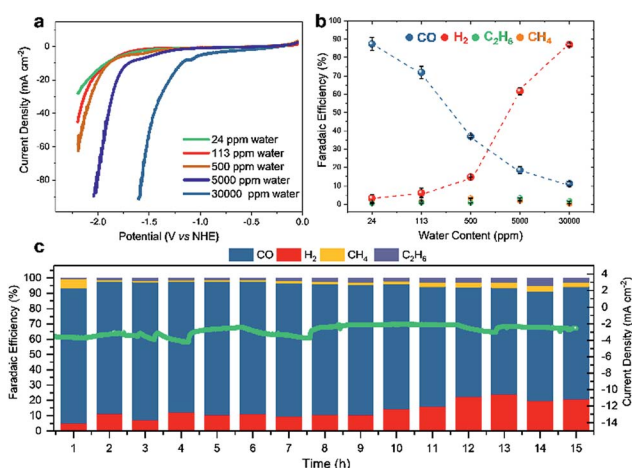 a
0
-20
-40
-60
-80
Current Density (mA cm⁻²)
24 ppm water
113 ppm water
500 ppm water
5000 ppm water
30000 ppm water
-2.0
-1.5
-1.0
-0.5
0.0
Potential (V vs NHE)
b
CO
H₂
C₂H₆
CH₄
100
90
80
70
60
50
40
30
20
10
0
Faradaic Efficiency (%)
24
113
500
5000
30000
Water Content (ppm)
c
CO
H₂
CH₄
C₂H₆
100
90
80
70
60
50
40
30
20
10
0
Faradaic Efficiency (%)
4
2
0
-2
-4
-6
-8
-10
-12
-14
Current Density (mA cm⁻²)
1 2 3 4 5 6 7 8 9 10 11 12 13 14 15
Time (h)